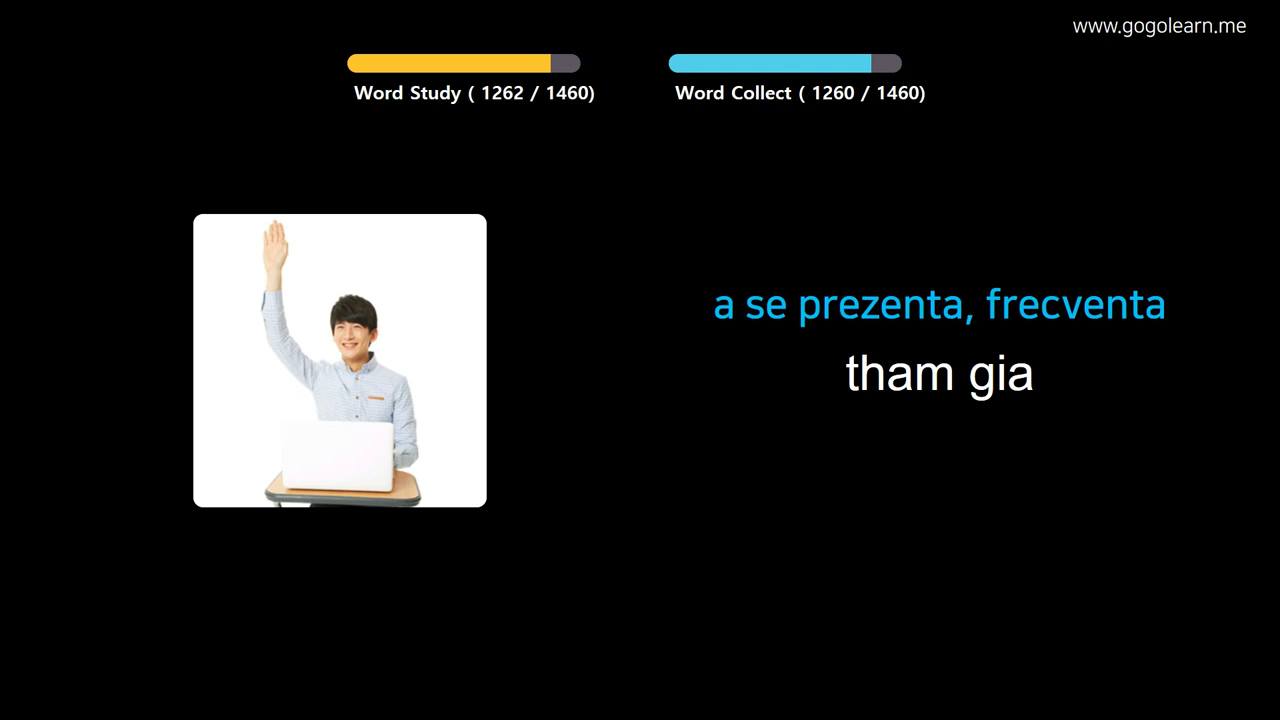 www.gogolearn.me
Word Study ( 1262 / 1460)
Word Collect ( 1260 / 1460)
a se prezenta, frecventa
tham gia